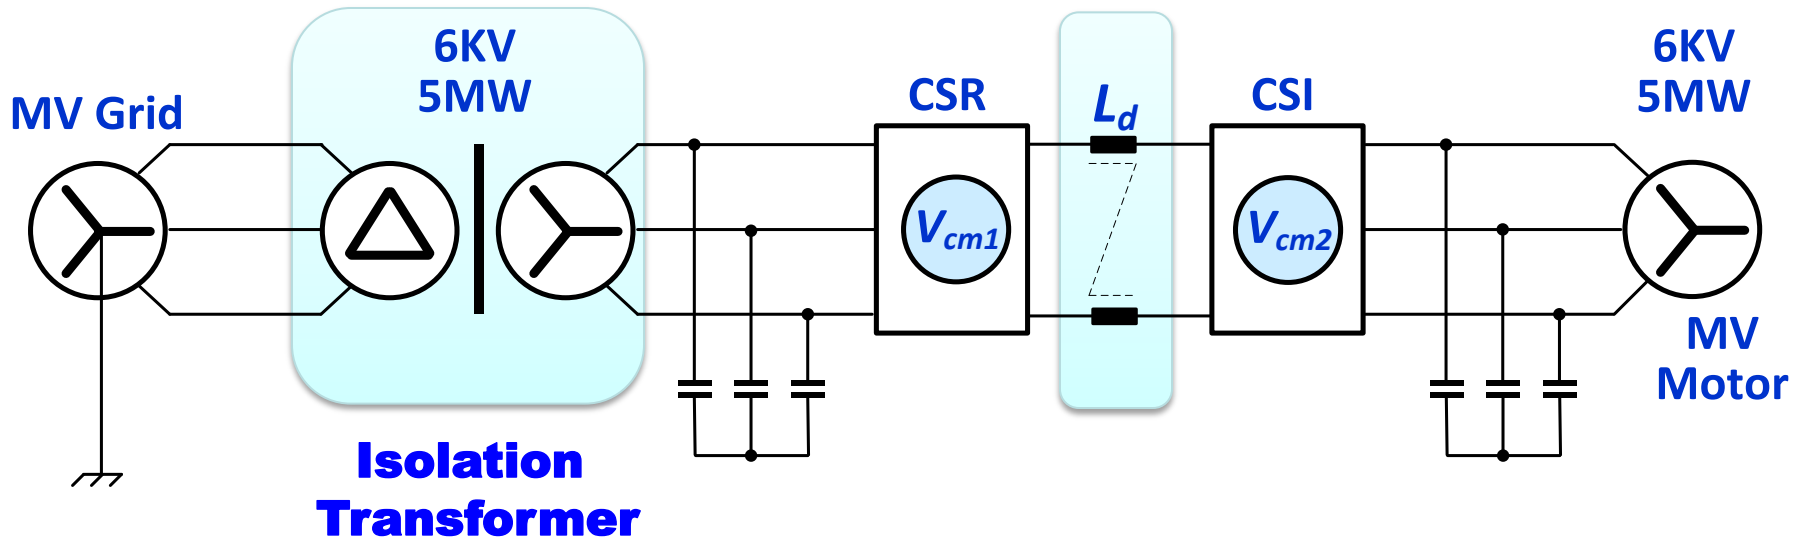 MV Grid
6KV
5MW
Isolation
Transformer
CSR
Vcm1
Ld
CSI
Vcm2
6KV
5MW
MV
Motor